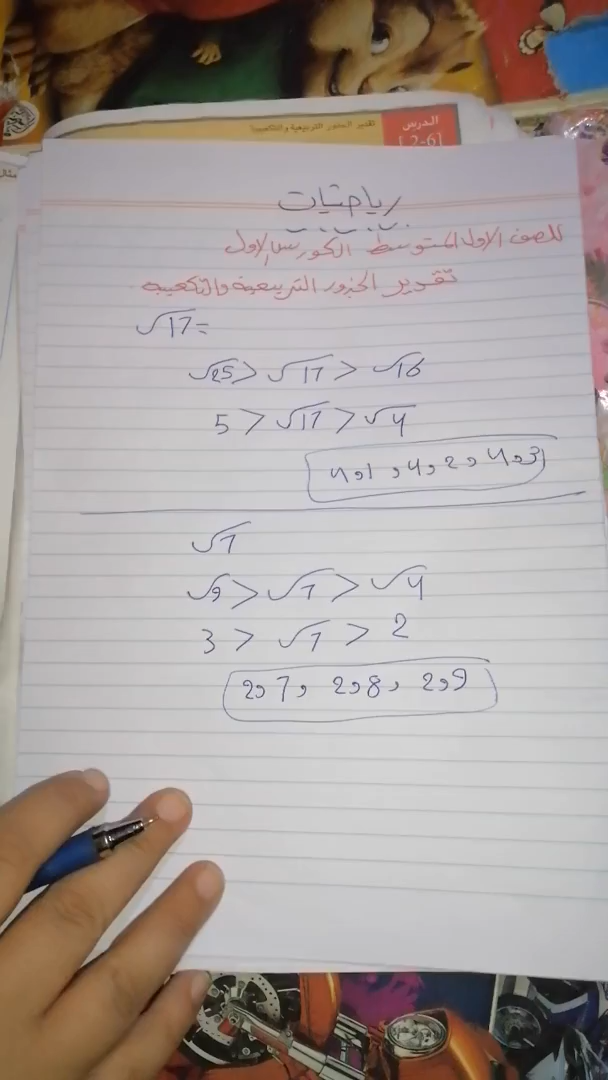 الدرس
[2-6]
تقدير الجذور التربيعية والتكعيبية
رياضيات
للصف الاول المتوسط الكورس الاول
تقدير الجذور التربيعية والتكعيبية
√17=
√25 > √17 > √16
5 > √17 > √4
4,1 , 4,2 , 4,3
√7
√9 > √7 > √4
3 > √7 > 2
2,7, 2,8, 2,9